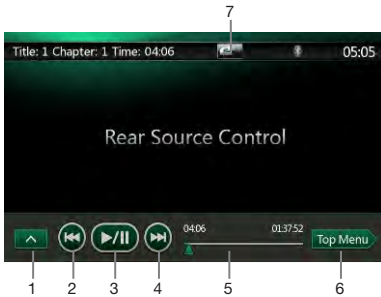 7
Title: 1 Chapter: 1 Time: 04:06
05:05
Rear Source Control
04:06
01:37:52
Top Menu
1 2 3 4 5 6